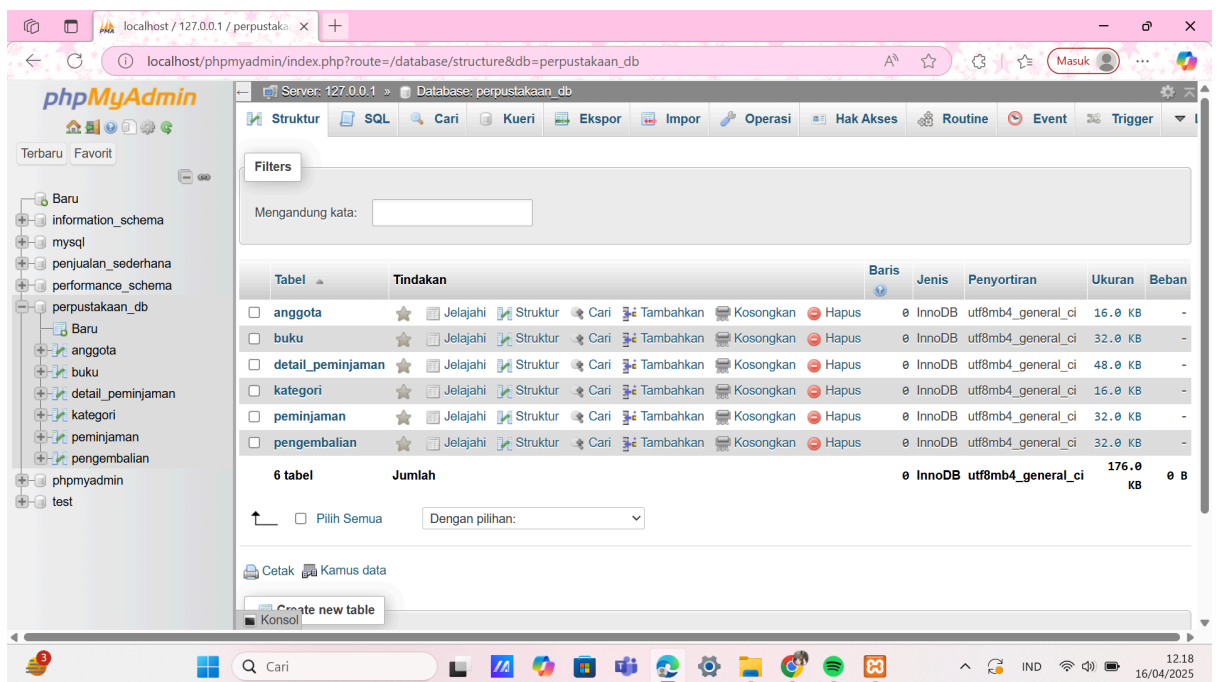 localhost / 127.0.0.1 / perpustaka
localhost/phpmyadmin/index.php?route=/database/structure&db=perpustakaan_db
Masuk
phpMyAdmin
Terbaru Favorit
Baru
information_schema
mysql
penjualan_sederhana
performance_schema
perpustakaan_db
Baru
anggota
buku
detail_peminjaman
kategori
peminjaman
pengembalian
phpmyadmin
test
Server: 127.0.0.1 » Database: perpustakaan_db
Struktur SQL Cari Kueri Ekspor Impor Operasi Hak Akses Routine Event Trigger
Filters
Mengandung kata:
Tabel Tindakan Baris Jenis Penyortiran Ukuran Beban
anggota Jelajahi Struktur Cari Tambahkan Kosongkan Hapus 0 InnoDB utf8mb4_general_ci 16.0 KB -
buku Jelajahi Struktur Cari Tambahkan Kosongkan Hapus 0 InnoDB utf8mb4_general_ci 32.0 KB -
detail_peminjaman Jelajahi Struktur Cari Tambahkan Kosongkan Hapus 0 InnoDB utf8mb4_general_ci 48.0 KB -
kategori Jelajahi Struktur Cari Tambahkan Kosongkan Hapus 0 InnoDB utf8mb4_general_ci 16.0 KB -
peminjaman Jelajahi Struktur Cari Tambahkan Kosongkan Hapus 0 InnoDB utf8mb4_general_ci 32.0 KB -
pengembalian Jelajahi Struktur Cari Tambahkan Kosongkan Hapus 0 InnoDB utf8mb4_general_ci 32.0 KB -
6 tabel Jumlah 0 InnoDB utf8mb4_general_ci 176.0 KB 0 B
Pilih Semua Dengan pilihan:
Cetak Kamus data
Create new table
Konsol
3
Cari
IND
12.18
16/04/2025